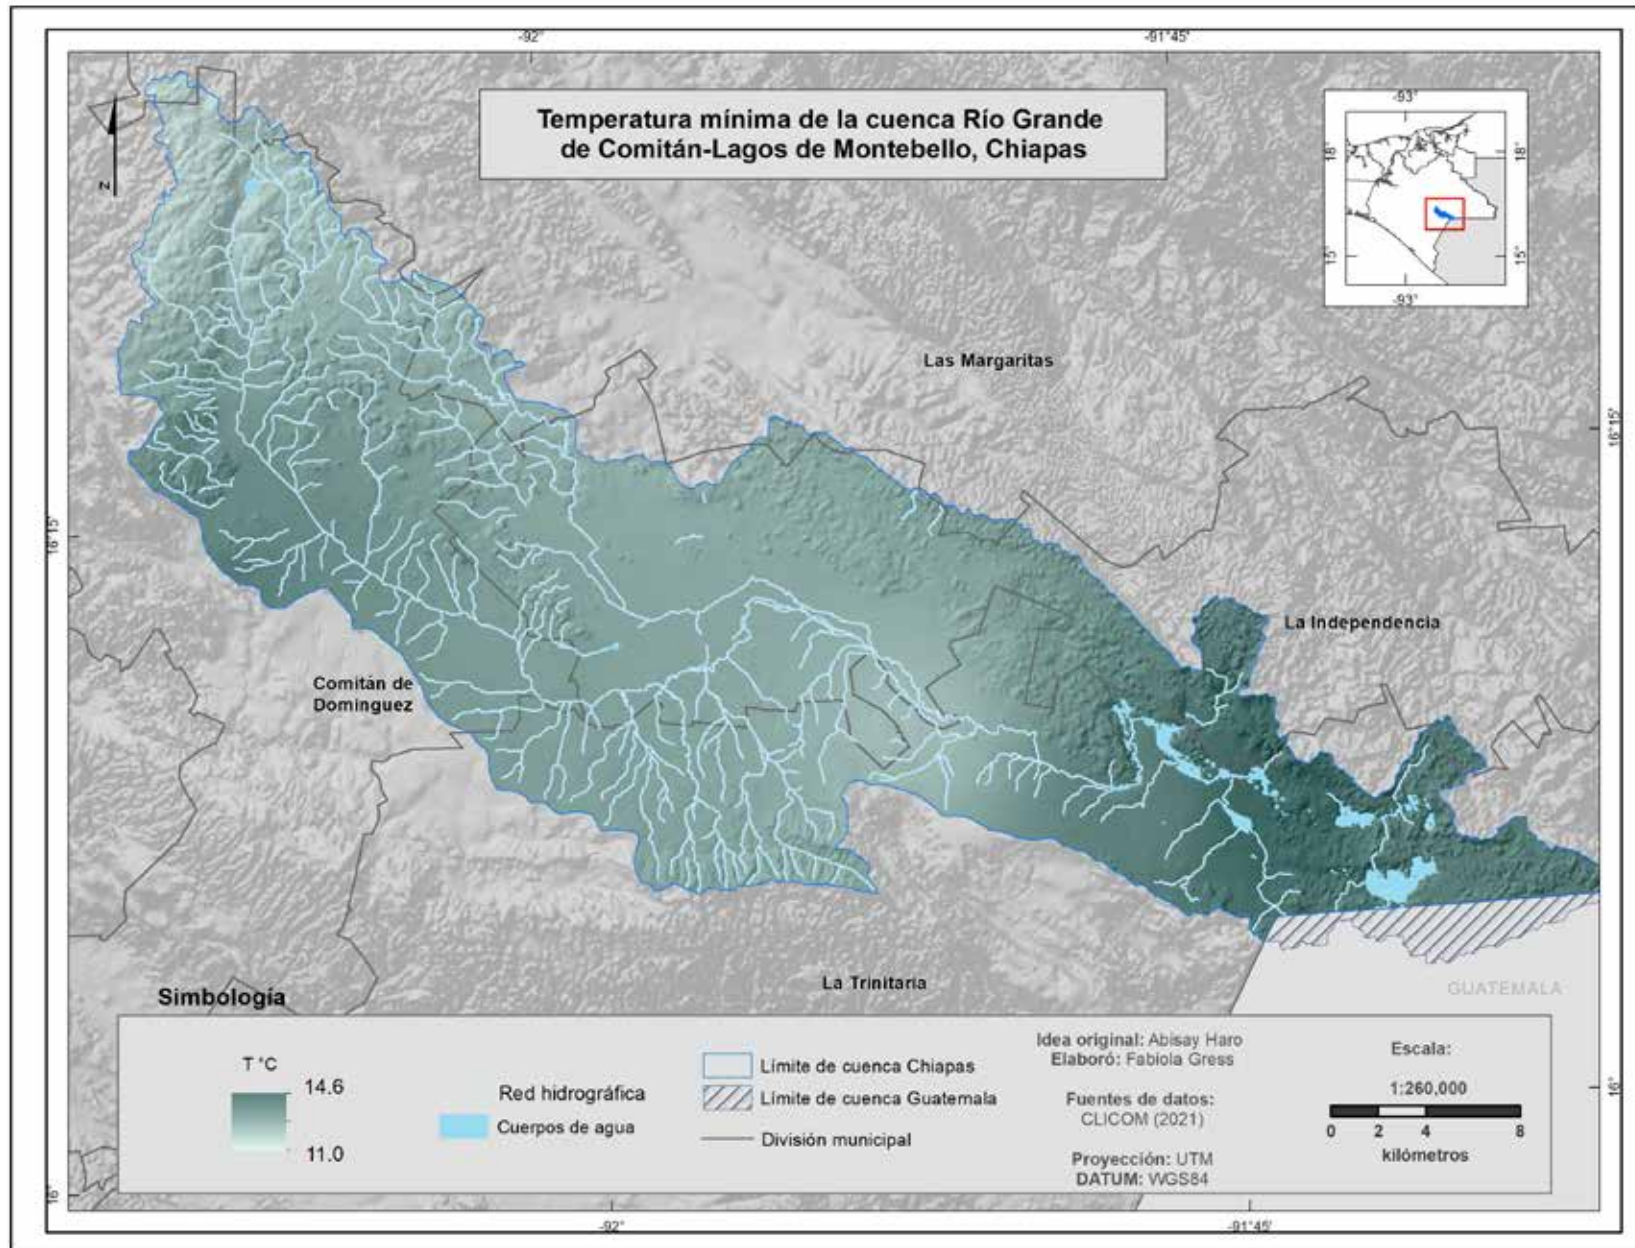 -92°
-91°45'
Temperatura mínima de la cuenca Río Grande
de Comitán-Lagos de Montebello, Chiapas
-93°
18°
18°
15°
15°
-93°
N
Las Margaritas
16°15'
16°15'
La Independencia
Comitán de
Domínguez
La Trinitaria
GUATEMALA
Simbología
T °C
14.6
11.0
Red hidrográfica
Cuerpos de agua
Límite de cuenca Chiapas
Límite de cuenca Guatemala
División municipal
Idea original: Abisay Haro
Elaboró: Fabiola Gress
Fuentes de datos:
CLICOM (2021)
Proyección: UTM
DATUM: WGS84
Escala:
1:260,000
0 2 4 8
kilómetros
16°
16°
-92°
-91°45'